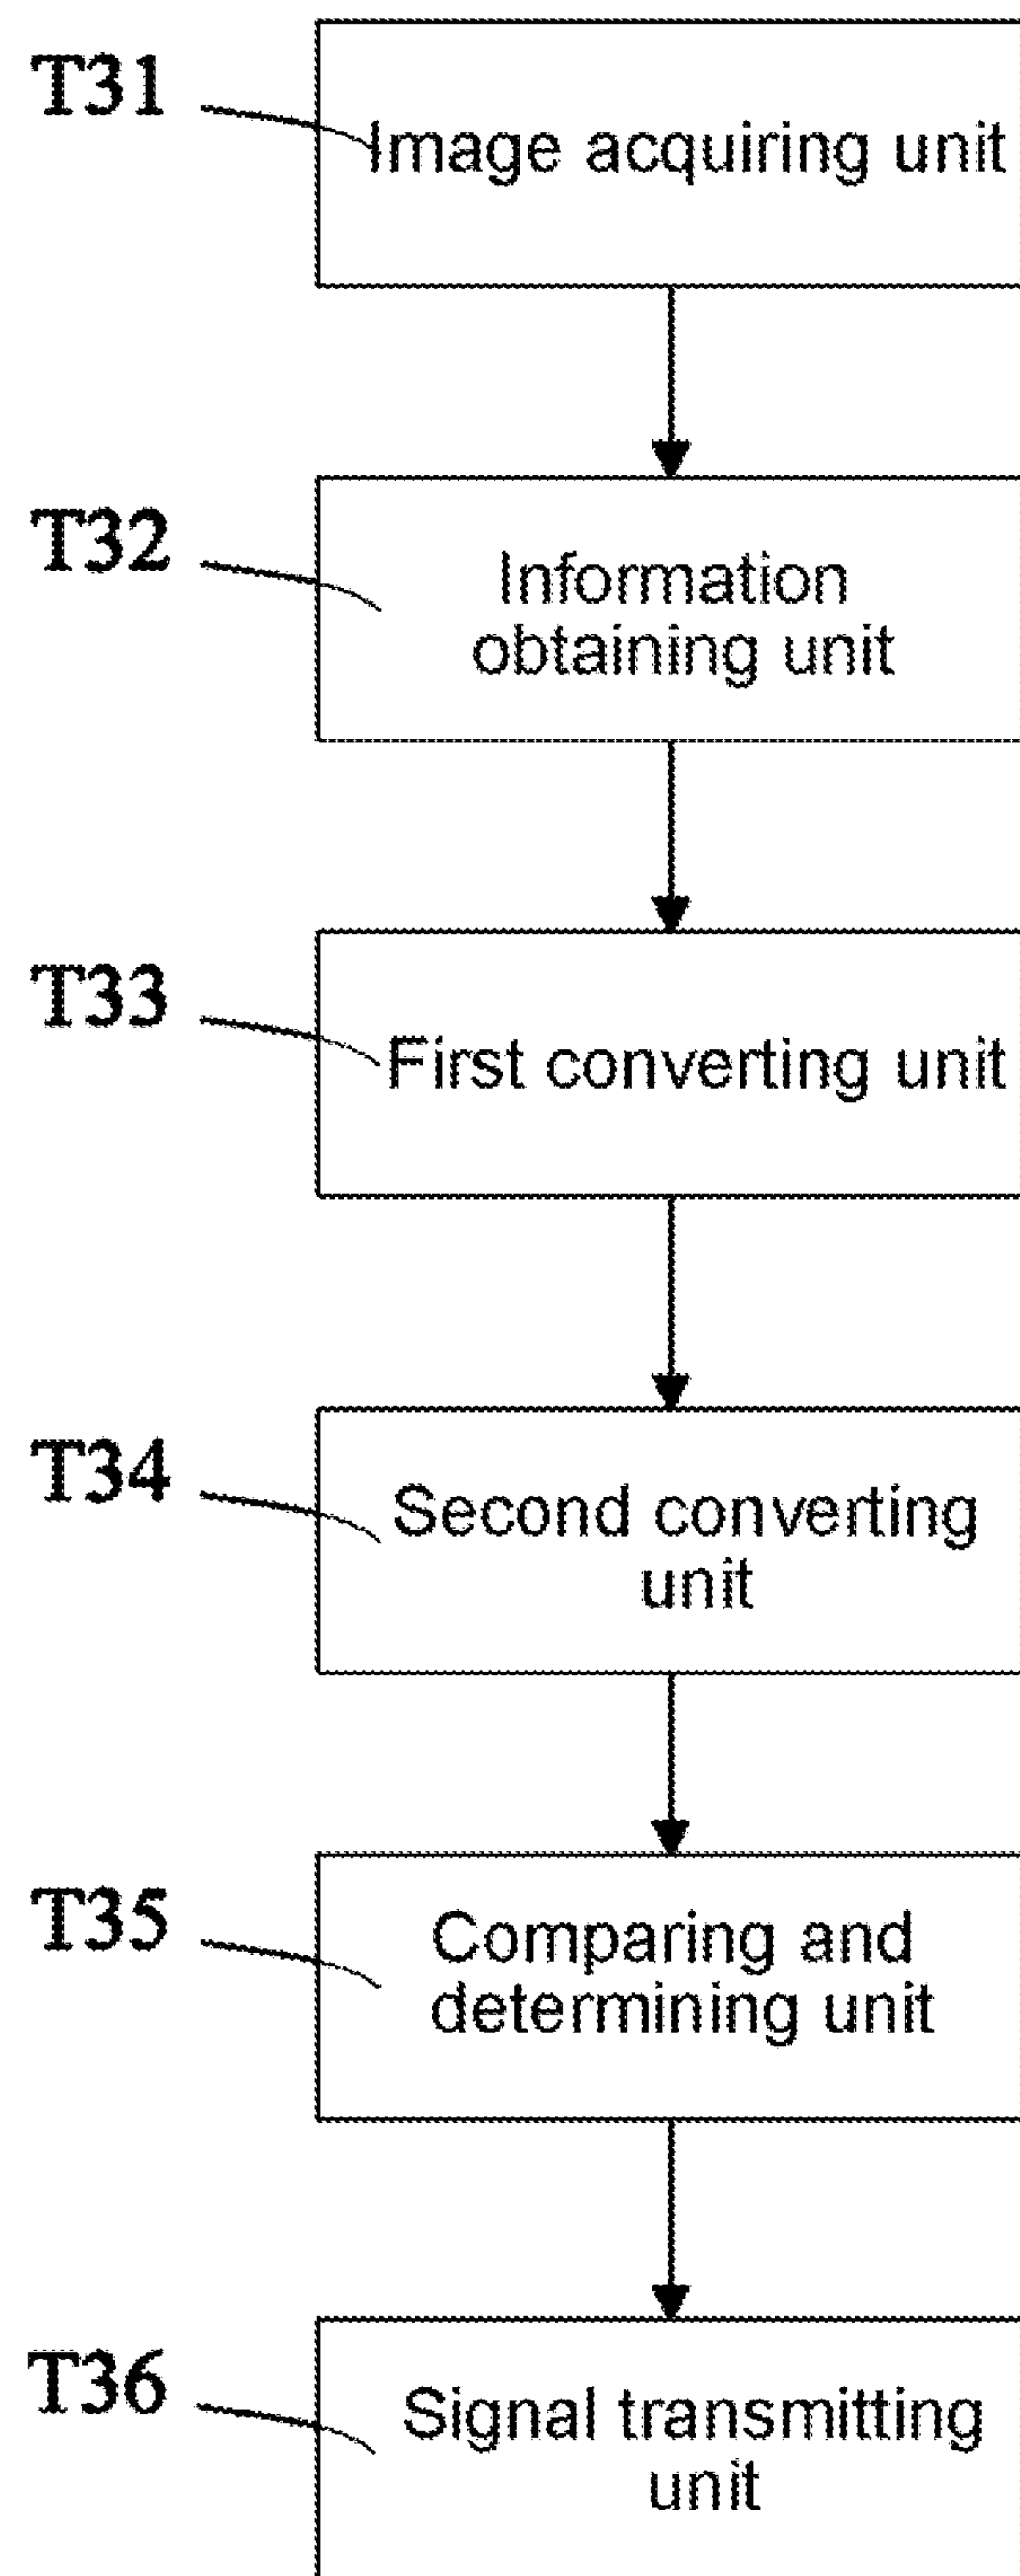 T31
Image acquiring unit
T32
Information
obtaining unit
T33
First converting unit
T34
Second converting
unit
T35
Comparing and
determining unit
T36
Signal transmitting
unit